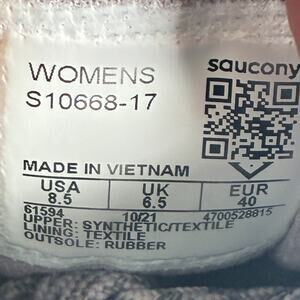 WOMENS
saucony
S10668-17
MADE IN VIETNAM
USA UK EUR
8.5 6.5 40
61594 10/21 4700528815
UPPER: SYNTHETIC/TEXTILE
LINING: TEXTILE
OUTSOLE: RUBBER